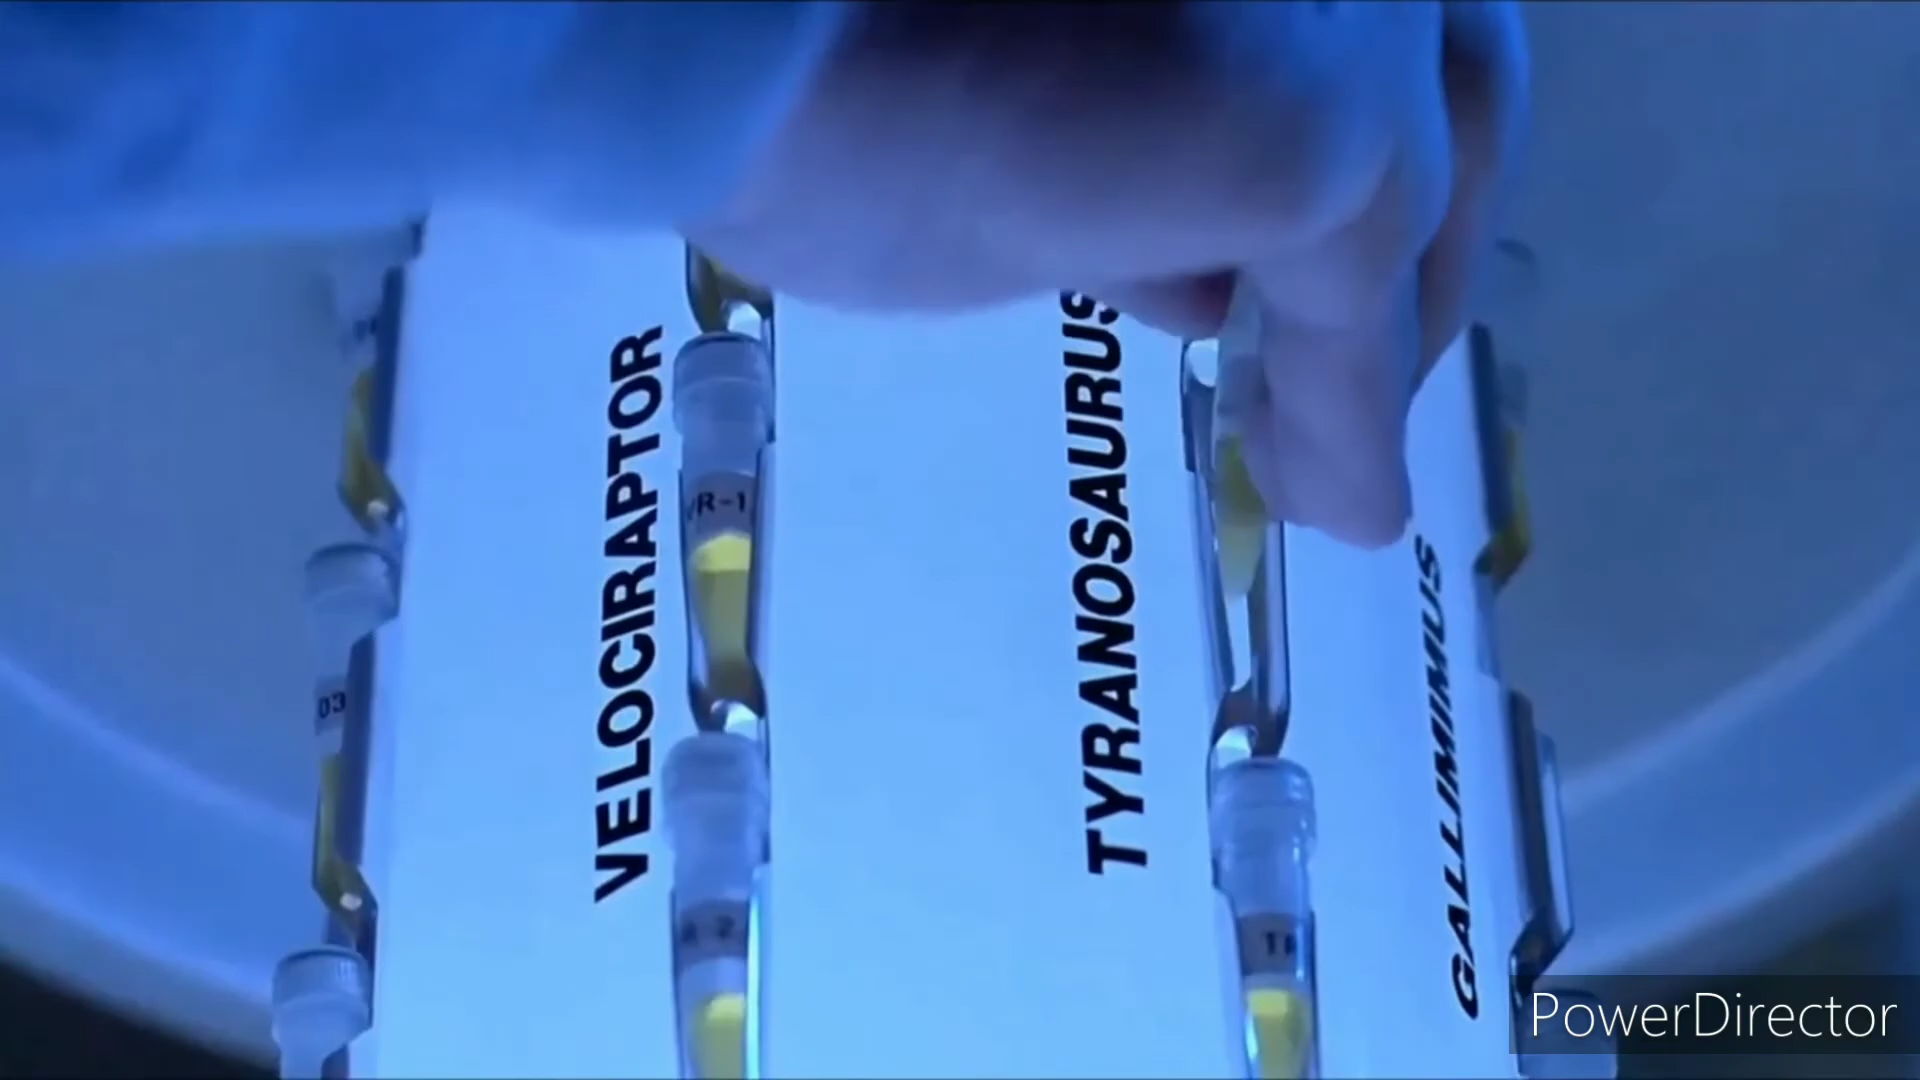 VELOCIRAPTOR
TYRANOSAURUS
GALLIMIMUS
VR-1
03
PowerDirector